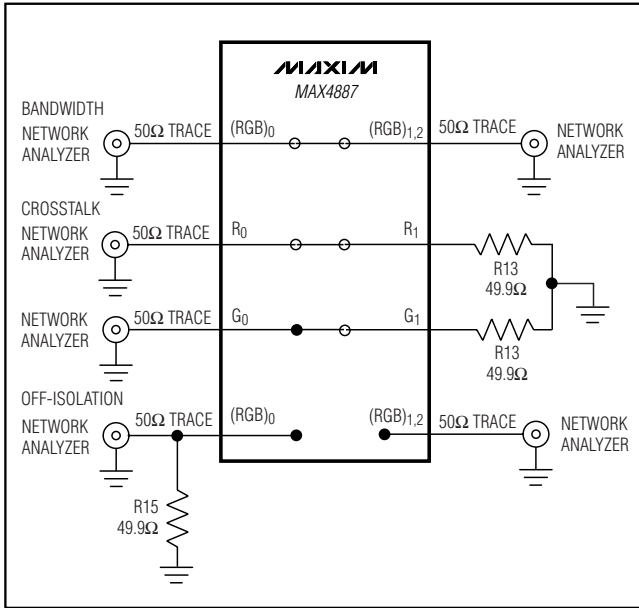 MAXIM
MAX4887
BANDWIDTH
NETWORK
ANALYZER
50Ω TRACE
(RGB)0
(RGB)1,2
50Ω TRACE
NETWORK
ANALYZER
CROSSTALK
NETWORK
ANALYZER
50Ω TRACE
R0
R1
R13
49.9Ω
NETWORK
ANALYZER
50Ω TRACE
G0
G1
R13
49.9Ω
OFF-ISOLATION
NETWORK
ANALYZER
50Ω TRACE
(RGB)0
(RGB)1,2
50Ω TRACE
NETWORK
ANALYZER
R15
49.9Ω